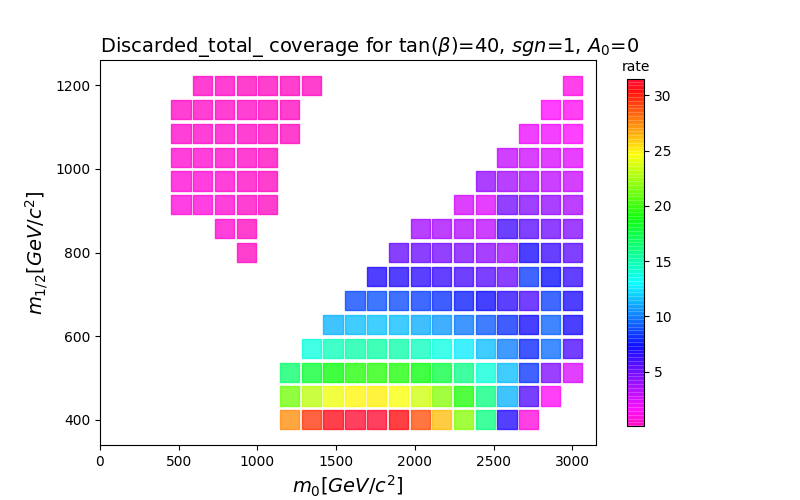 Discarded_total_ coverage for tan(β)=40, sgn=1, A₀=0
rate
1200
1000
800
600
400
m₁/₂[GeV/c²]
0 500 1000 1500 2000 2500 3000
m₀[GeV/c²]
30
25
20
15
10
5